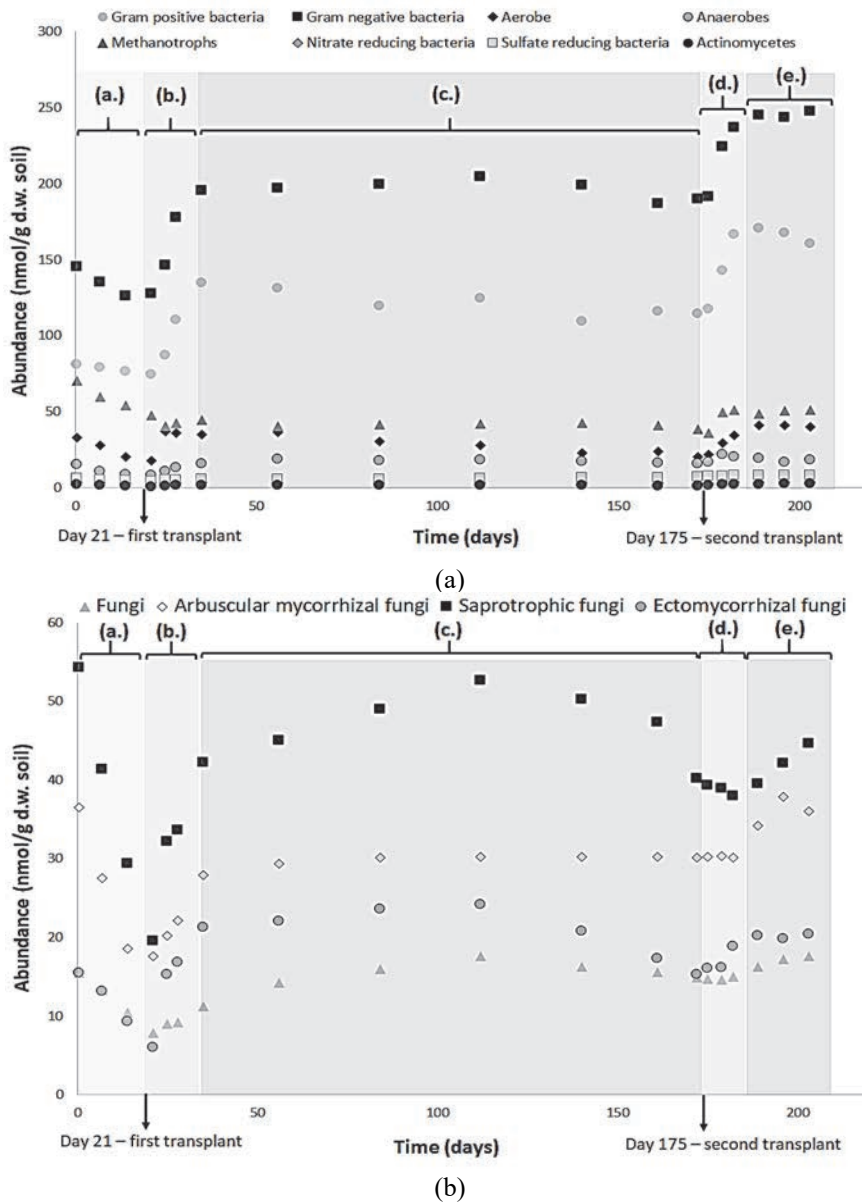 Gram positive bacteria Gram negative bacteria Aerobe Anaerobes
Methanotrophs Nitrate reducing bacteria Sulfate reducing bacteria Actinomycetes
300
250
200
150
100
50
0
Abundance (nmol/g d.w. soil)
(a.) (b.) (c.) (d.) (e.)
0 50 100 150 200
Day 21 – first transplant Time (days) Day 175 – second transplant
(a)
Fungi Arbuscular mycorrhizal fungi Saprotrophic fungi Ectomycorrhizal fungi
60
50
40
30
20
10
0
Abundance (nmol/g d.w. soil)
(a.) (b.) (c.) (d.) (e.)
0 50 100 150 200
Day 21 – first transplant Time (days) Day 175 – second transplant
(b)